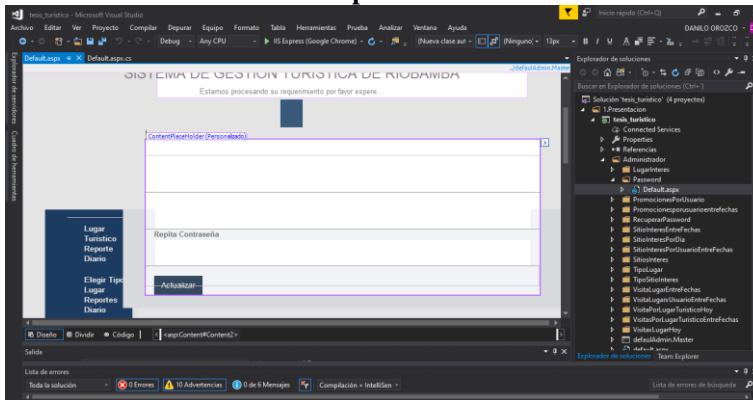 tesis_turistico - Microsoft Visual Studio
Inicio rápido (Ctrl+Q)
Archivo Editar Ver Proyecto Compilar Depurar Equipo Formato Tabla Herramientas Prueba Analizar Ventana Ayuda
DANILO OROZCO
Debug Any CPU IIS Express (Google Chrome) (Nueva clase aut (Ninguno) 13px
Default.aspx Default.aspx.cs
Explorador de servidores
Cuadro de herramientas
../defaulAdmin.Master
SISTEMA DE GESTION TURISTICA DE RIOBAMBA
Estamos procesando su requerimiento por favor espere...
ContentPlaceHolder (Personalizado)
Lugar
Turistico
Reporte
Diario
Repita Contraseña
Elegir Tipo
Lugar
Reportes
Diario
Actualizar
Diseño Dividir Código <asp:Content#Content2>
Salida
Lista de errores
Toda la solución 0 Errores 10 Advertencias 0 de 6 Mensajes Compilación + IntelliSen
Lista de errores de búsqueda
Explorador de soluciones
Buscar en Explorador de soluciones (Ctrl+´)
Solución 'tesis_turistico' (4 proyectos)
1.Presentacion
tesis_turistico
Connected Services
Properties
Referencias
Administrador
LugarInteres
Password
Default.aspx
PromocionesPorUsuario
Promocionesporusuarioentrefechas
RecuperarPassword
SitioInteresEntreFechas
SitioInteresPorDia
SitioInteresPorUsuarioEntreFechas
SitiosInteres
TipoLugar
TipoSitioInteres
VisitaLugarEntreFechas
VisitaLugarxUsuarioEntreFechas
VisitaPorLugarTuristicoHoy
VisitasPorLugarTuristicoEntreFechas
VisitaxLugarHoy
defaulAdmin.Master
default.aspx
Explorador de soluciones Team Explorer